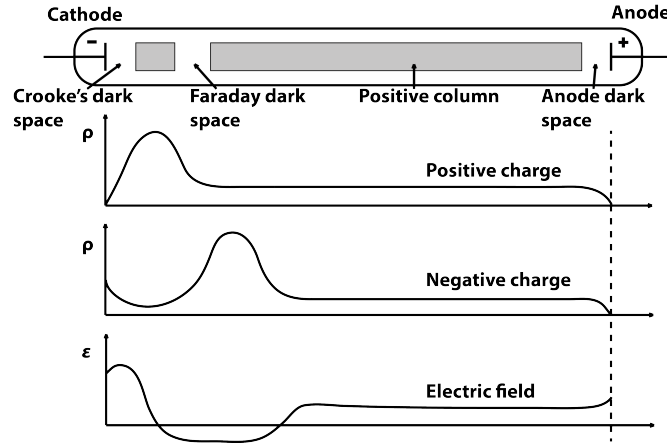 Cathode
Anode
-
+
Crooke's dark
space
Faraday dark
space
Positive column
Anode dark
space
ρ
Positive charge
ρ
Negative charge
ε
Electric field